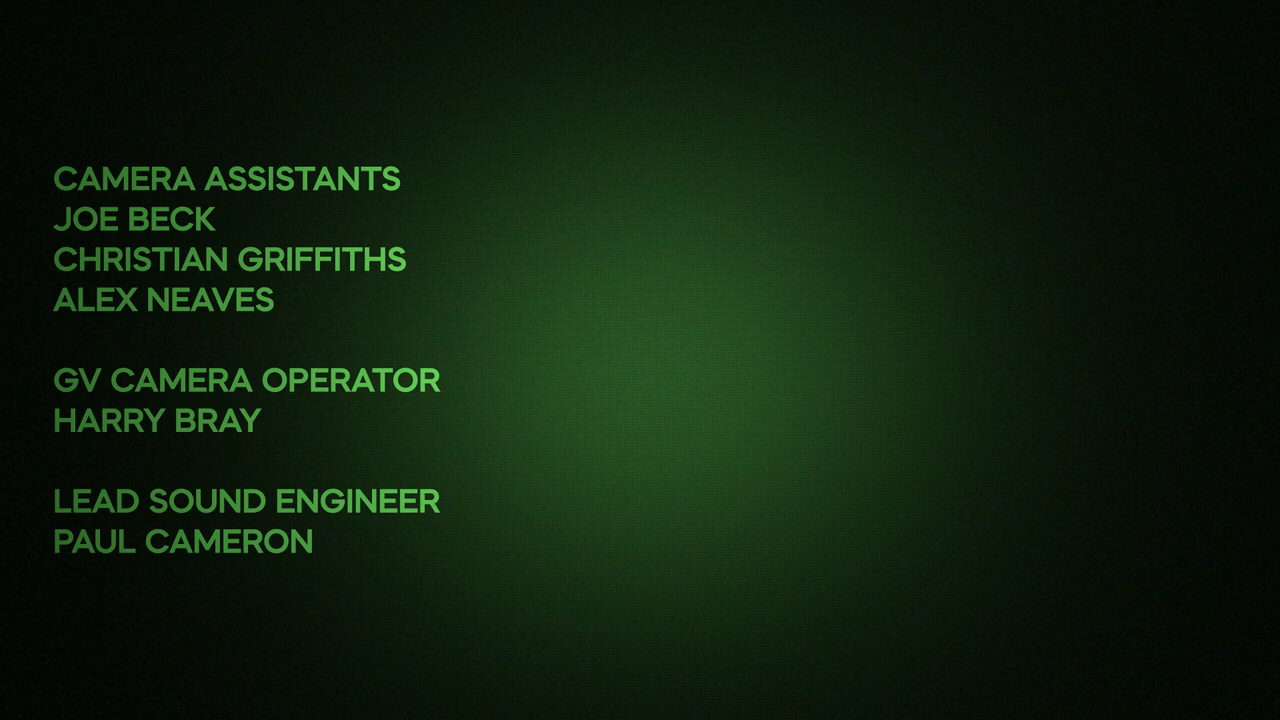 CAMERA ASSISTANTS
JOE BECK
CHRISTIAN GRIFFITHS
ALEX NEAVES
GV CAMERA OPERATOR
HARRY BRAY
LEAD SOUND ENGINEER
PAUL CAMERON